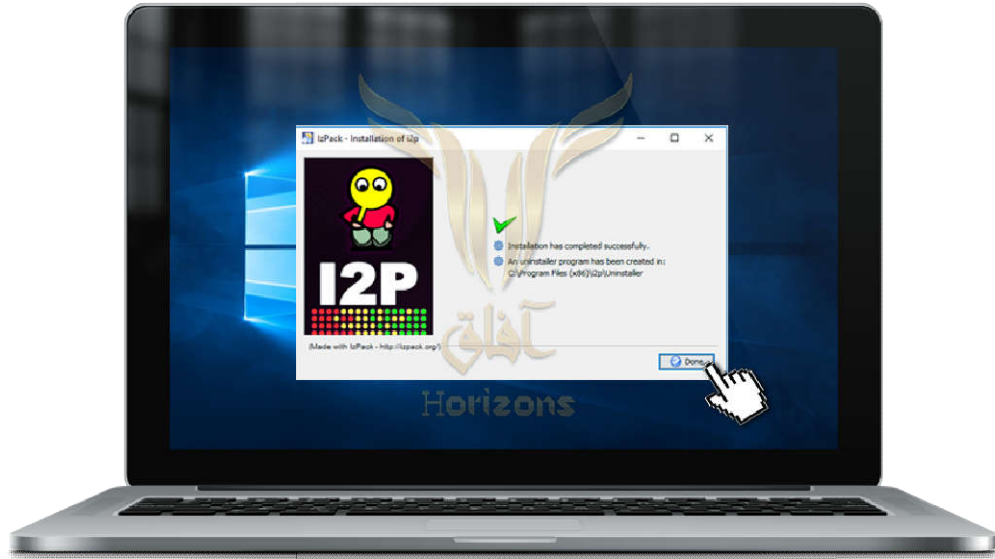 IzPack - Installation of i2p
I2P
Installation has completed successfully.
An uninstaller program has been created in:
C:\Program Files (x86)\i2p\Uninstaller
(Made with IzPack - http://izpack.org/)
Done
آفاق
Horizons